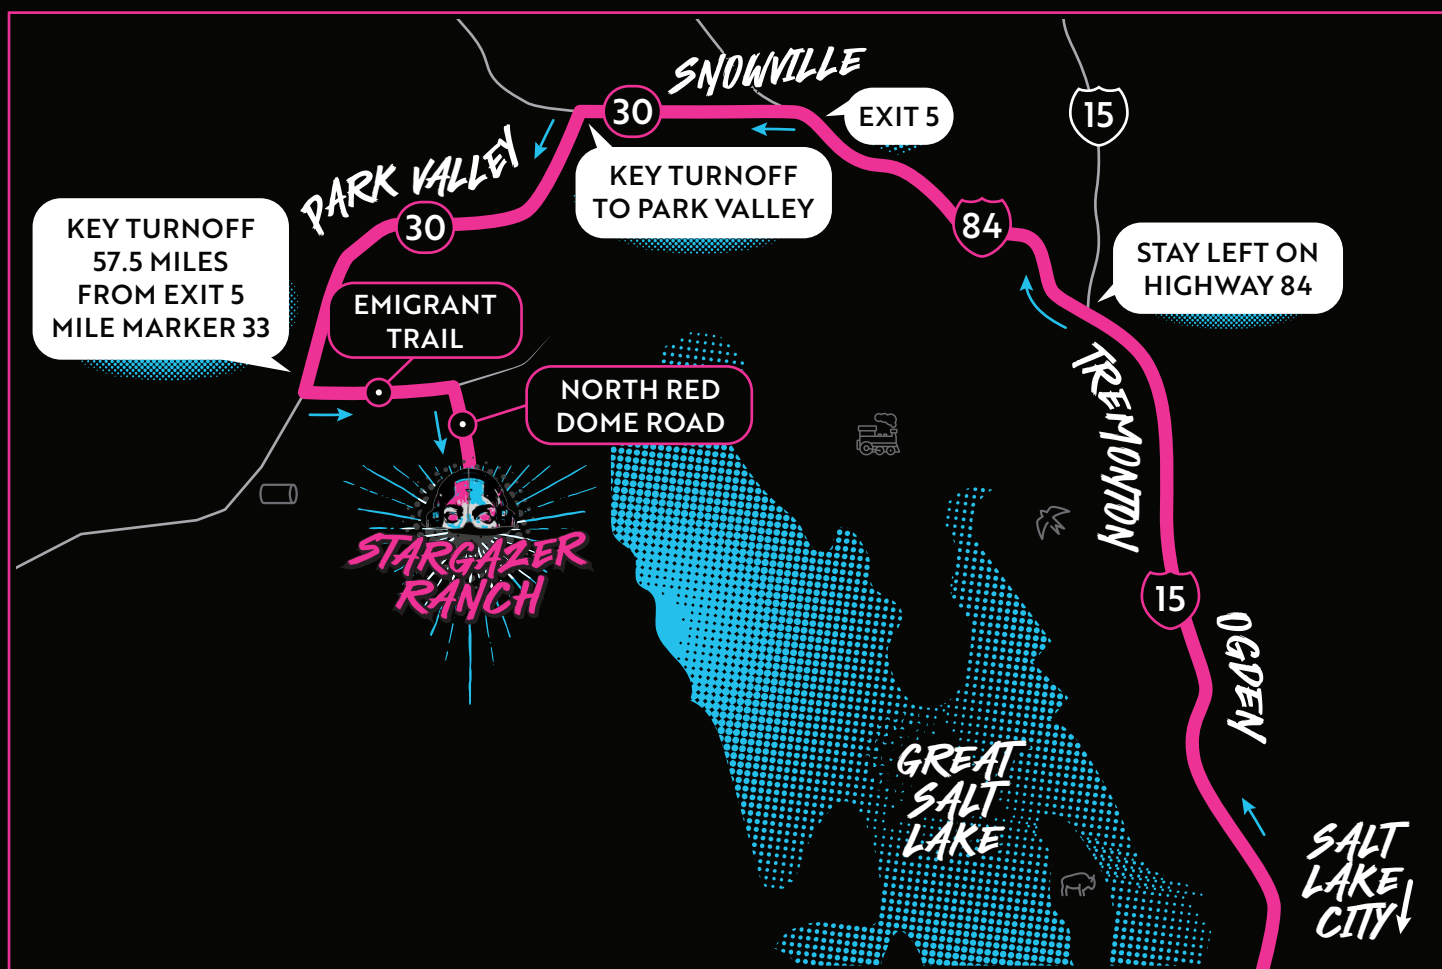 SNOWVILLE
30
EXIT 5
15
PARK VALLEY
KEY TURNOFF
TO PARK VALLEY
KEY TURNOFF
57.5 MILES
FROM EXIT 5
MILE MARKER 33
30
84
STAY LEFT ON
HIGHWAY 84
EMIGRANT
TRAIL
NORTH RED
DOME ROAD
TREMONTON
STARGAZER
RANCH
15
OGDEN
GREAT
SALT
LAKE
SALT
LAKE
CITY